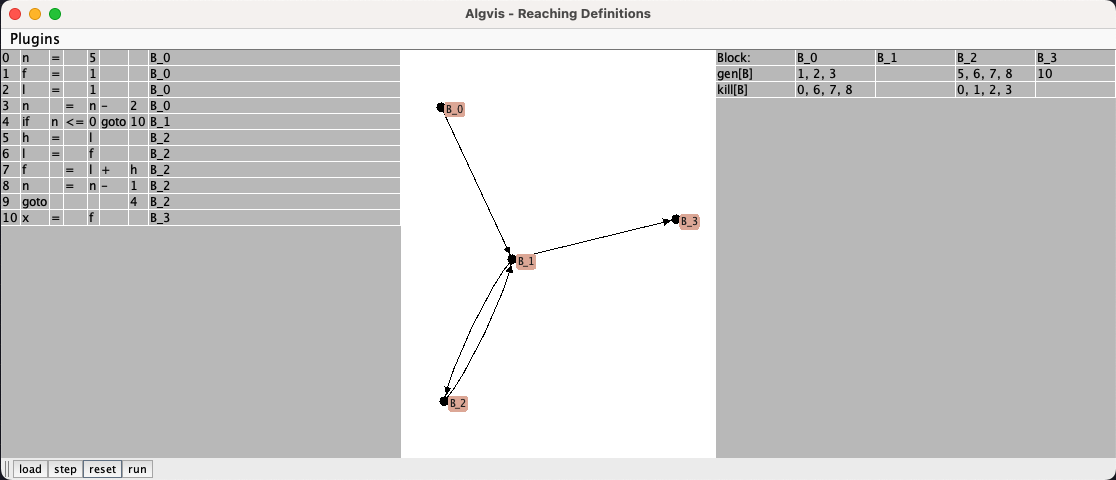 Algvis - Reaching Definitions
Plugins
0 n = 5 B_0
1 f = 1 B_0
2 l = 1 B_0
3 n = n - 2 B_0
4 if n <= 0 goto 10 B_1
5 h = l B_2
6 l = f B_2
7 f = l + h B_2
8 n = n - 1 B_2
9 goto 4 B_2
10 x = f B_3
B_0
B_3
B_1
B_2
Block: B_0 B_1 B_2 B_3
gen[B] 1, 2, 3 5, 6, 7, 8 10
kill[B] 0, 6, 7, 8 0, 1, 2, 3
load step reset run